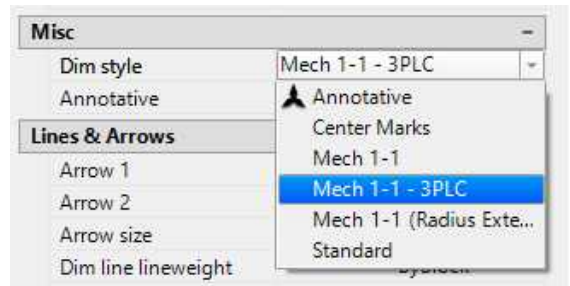 Misc
Dim style Mech 1-1 - 3PLC
Annotative
Annotative
Center Marks
Lines & Arrows
Mech 1-1
Arrow 1
Mech 1-1 - 3PLC
Arrow 2
Mech 1-1 (Radius Exte...
Arrow size
Standard
Dim line lineweight